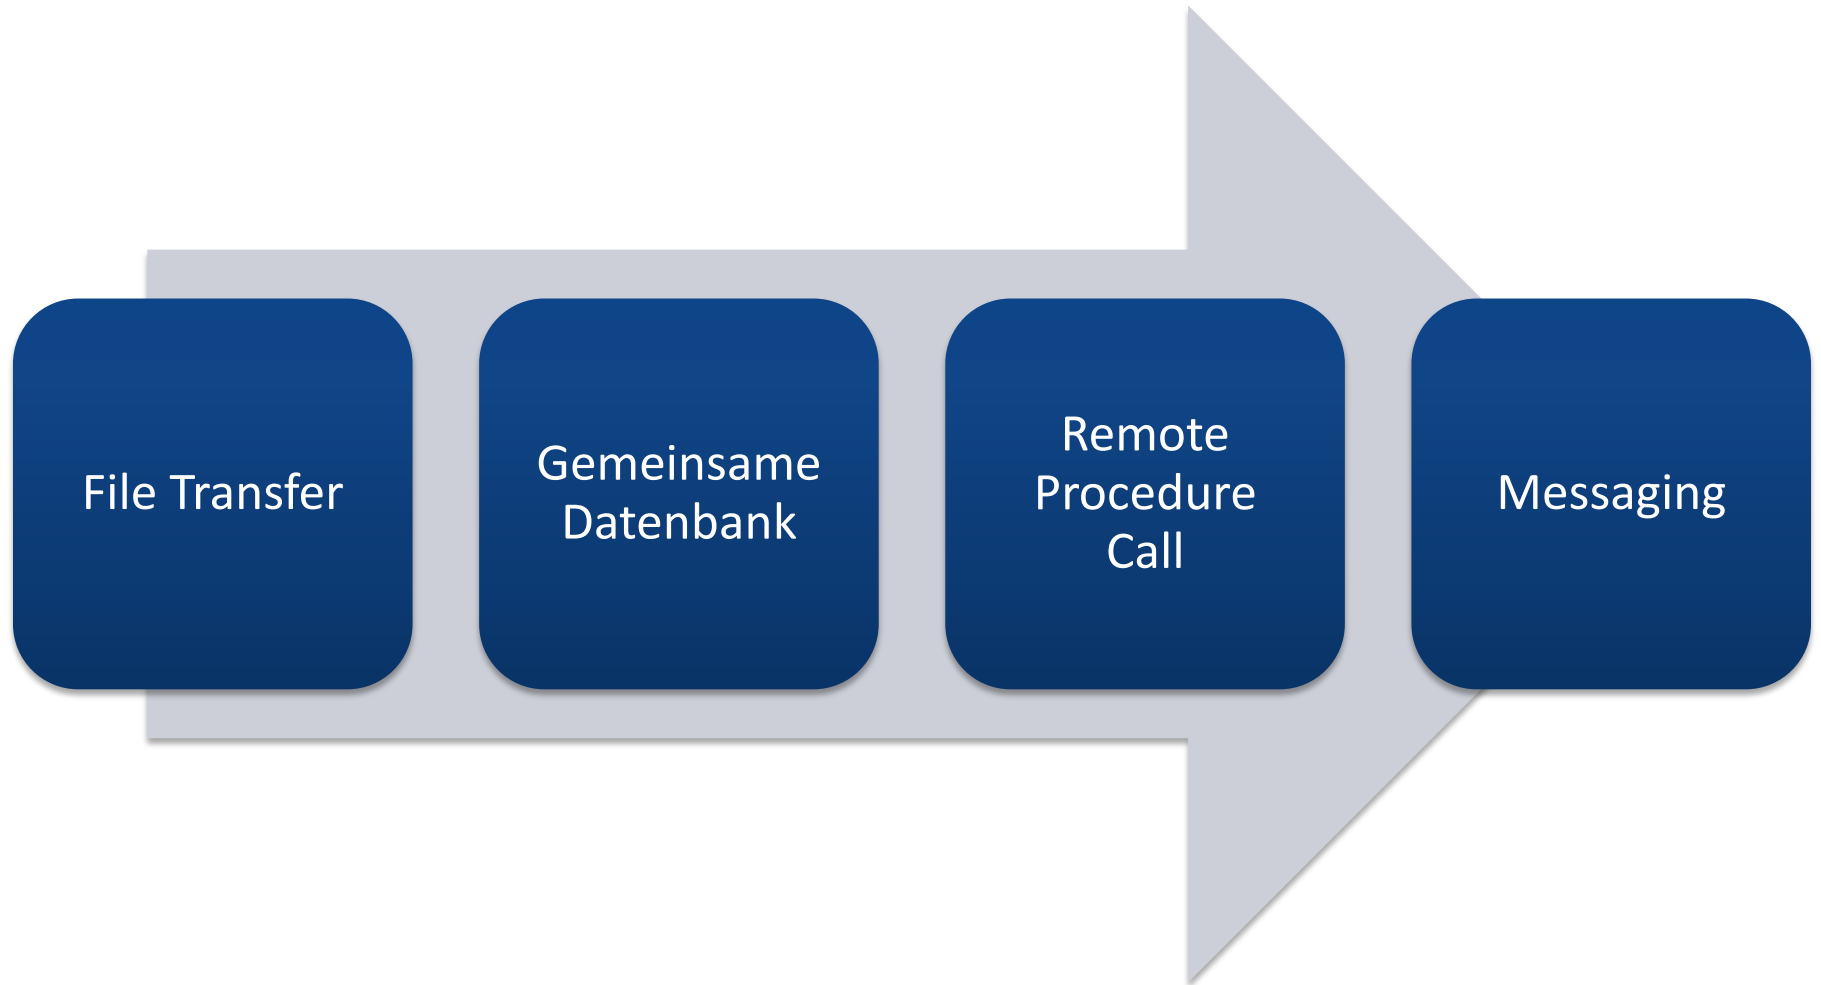 File Transfer
Gemeinsame
Datenbank
Remote
Procedure
Call
Messaging